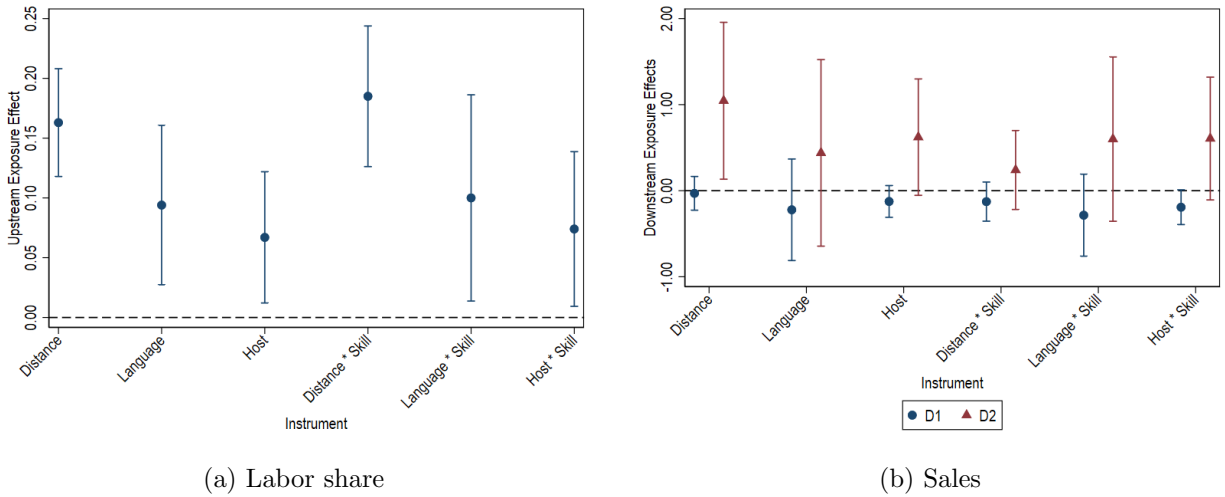 Upstream Exposure Effect
0.25
0.20
0.15
0.10
0.05
0.00
Distance
Language
Host
Distance * Skill
Language * Skill
Host * Skill
Instrument
(a) Labor share
Downstream Exposure Effects
2.00
1.00
0.00
-1.00
Distance
Language
Host
Distance * Skill
Language * Skill
Host * Skill
Instrument
D1 D2
(b) Sales